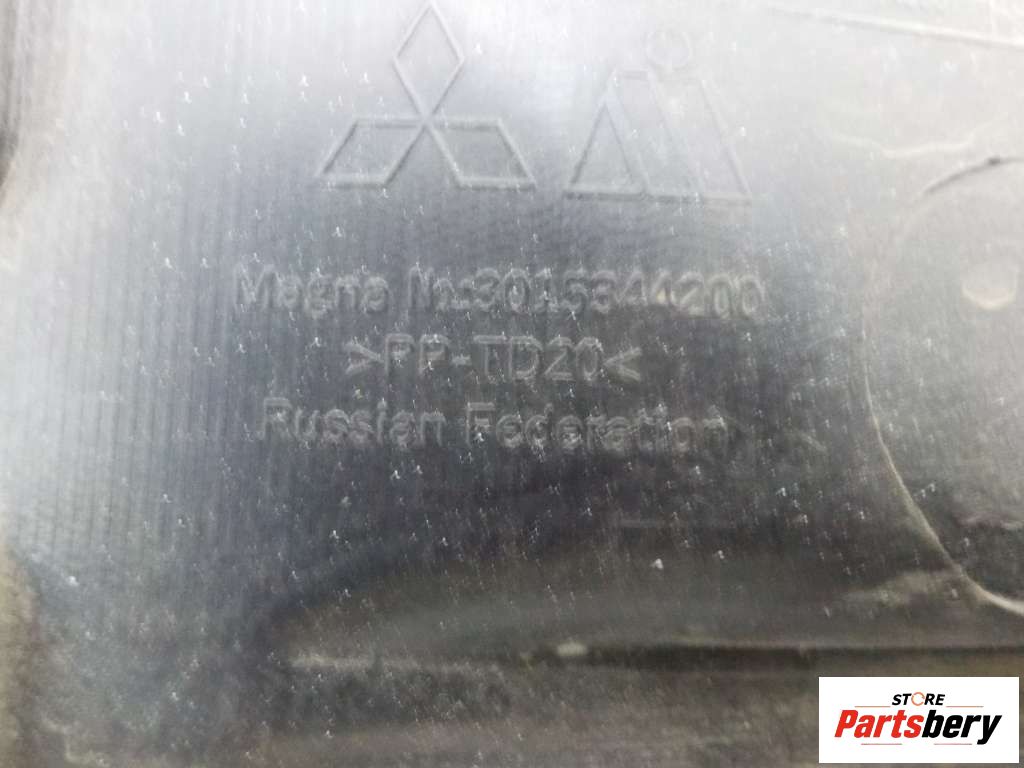 Magna No:3015344200
>PP-TD20<
Russian Federation
STORE
Partsbery